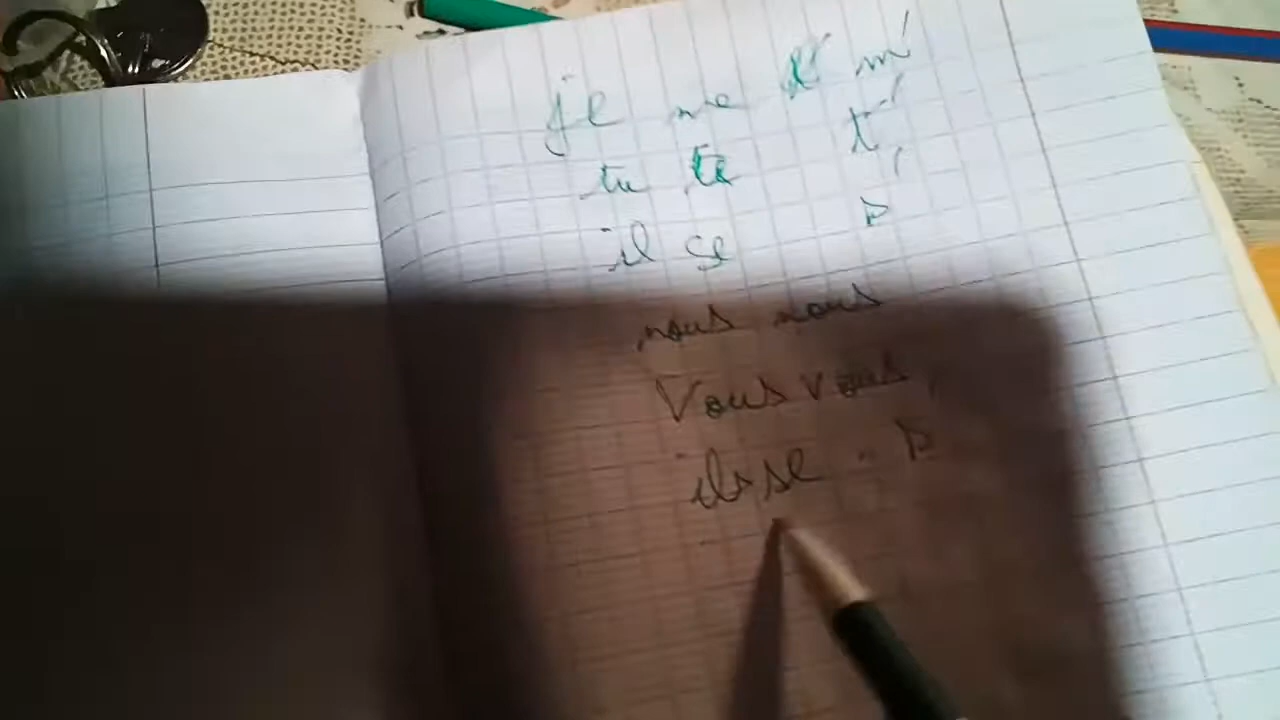 je me m'
tu te t'
il se s'
nous nous
Vous vous
ils se s'